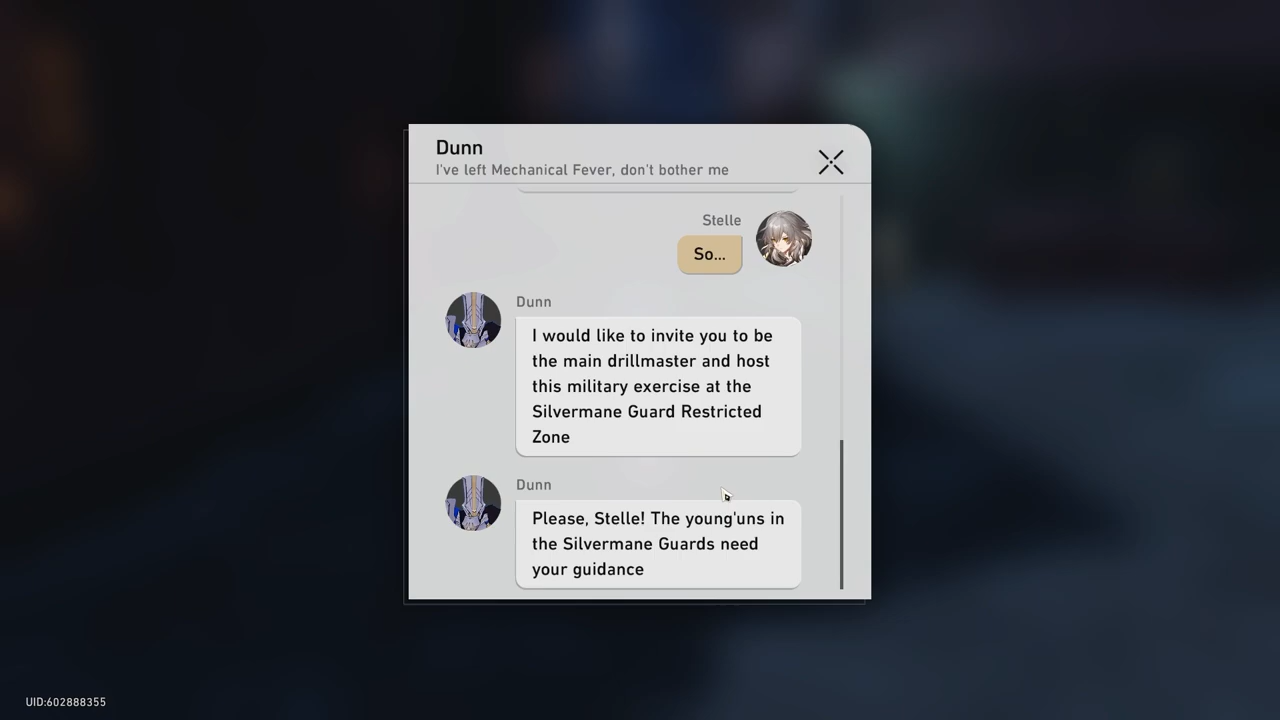 Dunn
I've left Mechanical Fever, don't bother me
Stelle
So...
Dunn
I would like to invite you to be
the main drillmaster and host
this military exercise at the
Silvermane Guard Restricted
Zone
Dunn
Please, Stelle! The young'uns in
the Silvermane Guards need
your guidance
UID:602888355